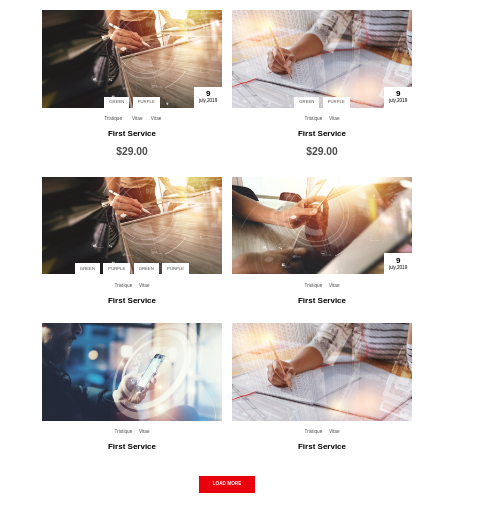 9
july,2019
GREEN PURPLE
Tristique Vitae Vitae
First Service
$29.00
9
july,2019
GREEN PURPLE
Tristique Vitae
First Service
$29.00
GREEN PURPLE GREEN PURPLE
Tristique Vitae
First Service
9
july,2019
Tristique Vitae
First Service
Tristique Vitae
First Service
Tristique Vitae
First Service
LOAD MORE